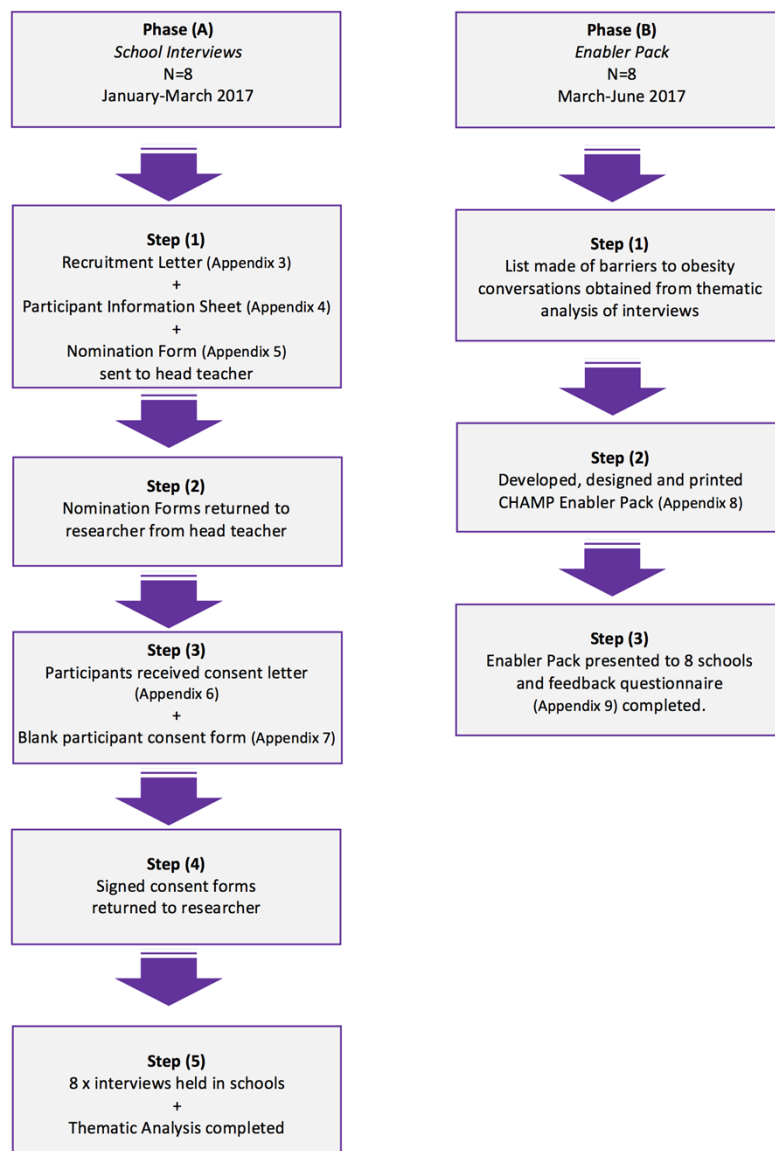 Phase (A)
School Interviews
N=8
January-March 2017
Step (1)
Recruitment Letter (Appendix 3)
+
Participant Information Sheet (Appendix 4)
+
Nomination Form (Appendix 5)
sent to head teacher
Step (2)
Nomination Forms returned to
researcher from head teacher
Step (3)
Participants received consent letter
(Appendix 6)
+
Blank participant consent form (Appendix 7)
Step (4)
Signed consent forms
returned to researcher
Step (5)
8 x interviews held in schools
+
Thematic Analysis completed
Phase (B)
Enabler Pack
N=8
March-June 2017
Step (1)
List made of barriers to obesity
conversations obtained from thematic
analysis of interviews
Step (2)
Developed, designed and printed
CHAMP Enabler Pack (Appendix 8)
Step (3)
Enabler Pack presented to 8 schools
and feedback questionnaire
(Appendix 9) completed.